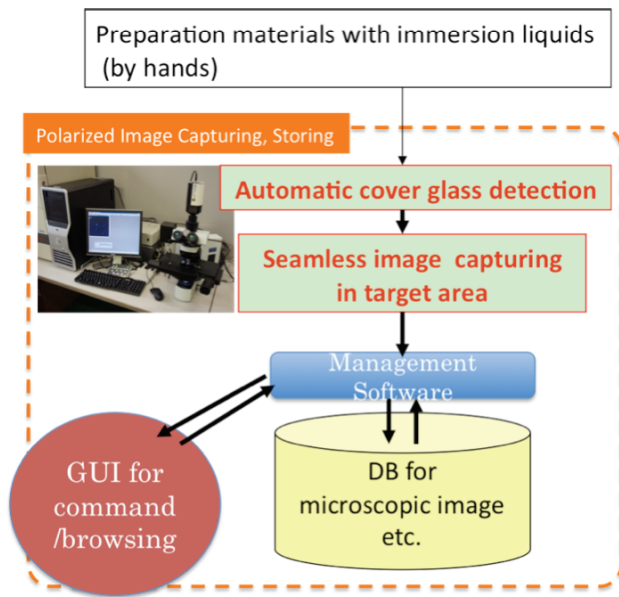 Preparation materials with immersion liquids
(by hands)
Polarized Image Capturing, Storing
Automatic cover glass detection
Seamless image capturing
in target area
Management
Software
GUI for
command
/browsing
DB for
microscopic image
etc.